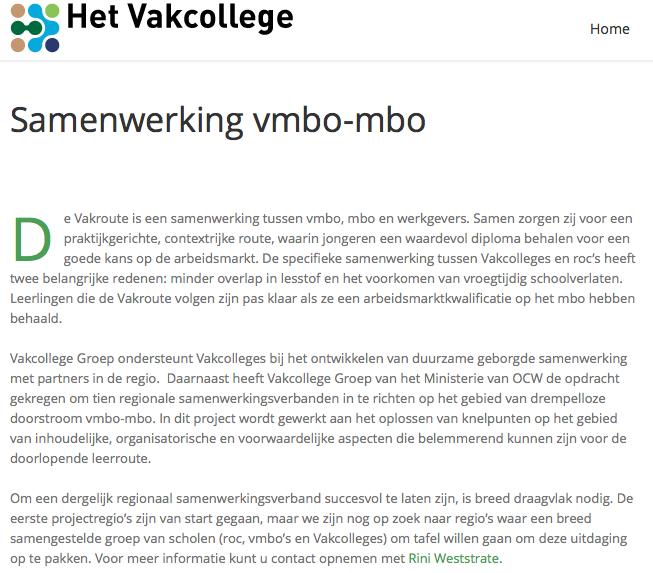 Het Vakcollege
Home
Samenwerking vmbo-mbo
De Vakroute is een samenwerking tussen vmbo, mbo en werkgevers. Samen zorgen zij voor een
praktijkgerichte, contextrijke route, waarin jongeren een waardevol diploma behalen voor een
goede kans op de arbeidsmarkt. De specifieke samenwerking tussen Vakcolleges en roc's heeft
twee belangrijke redenen: minder overlap in lesstof en het voorkomen van vroegtijdig schoolverlaten.
Leerlingen die de Vakroute volgen zijn pas klaar als ze een arbeidsmarktkwalificatie op het mbo hebben
behaald.
Vakcollege Groep ondersteunt Vakcolleges bij het ontwikkelen van duurzame geborgde samenwerking
met partners in de regio.  Daarnaast heeft Vakcollege Groep van het Ministerie van OCW de opdracht
gekregen om tien regionale samenwerkingsverbanden in te richten op het gebied van drempelloze
doorstroom vmbo-mbo. In dit project wordt gewerkt aan het oplossen van knelpunten op het gebied
van inhoudelijke, organisatorische en voorwaardelijke aspecten die belemmerend kunnen zijn voor de
doorlopende leerroute.
Om een dergelijk regionaal samenwerkingsverband succesvol te laten zijn, is breed draagvlak nodig. De
eerste projectregio's zijn van start gegaan, maar we zijn nog op zoek naar regio's waar een breed
samengestelde groep van scholen (roc, vmbo's en Vakcolleges) om tafel willen gaan om deze uitdaging
op te pakken. Voor meer informatie kunt u contact opnemen met Rini Weststrate.